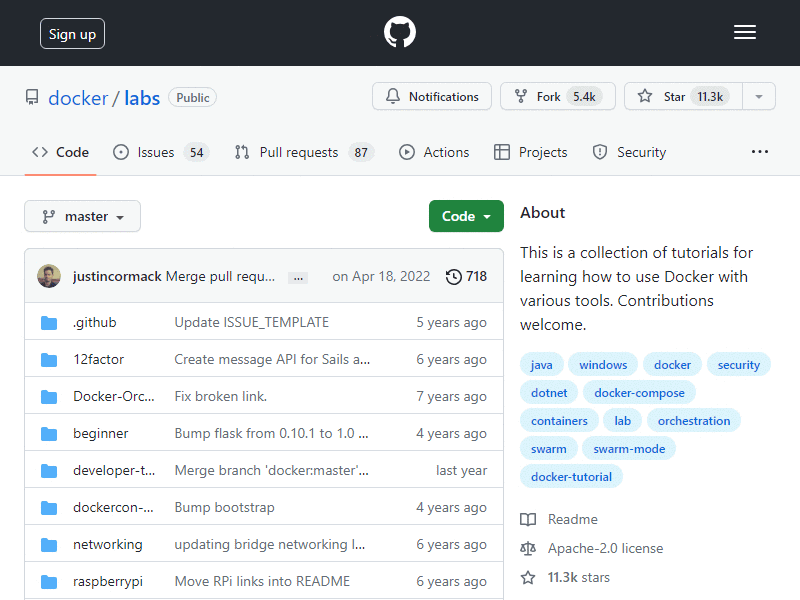 Sign up
docker / labs Public
Notifications
Fork 5.4k
Star 11.3k
Code
Issues 54
Pull requests 87
Actions
Projects
Security
master
Code
About
This is a collection of tutorials for
learning how to use Docker with
various tools. Contributions
welcome.
justincormack Merge pull requ... ... on Apr 18, 2022 718
.github Update ISSUE_TEMPLATE 5 years ago
12factor Create message API for Sails a... 6 years ago
Docker-Orc... Fix broken link. 7 years ago
beginner Bump flask from 0.10.1 to 1.0 ... 4 years ago
developer-t... Merge branch 'docker:master'... last year
dockercon-... Bump bootstrap 4 years ago
networking updating bridge networking l... 6 years ago
raspberrypi Move RPi links into README 6 years ago
java windows docker security
dotnet docker-compose
containers lab orchestration
swarm swarm-mode
docker-tutorial
Readme
Apache-2.0 license
11.3k stars